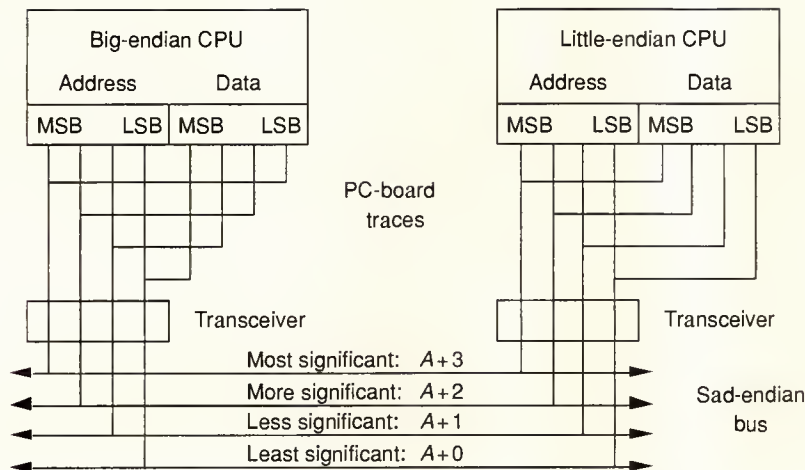 Big-endian CPU
Address Data
MSB LSB MSB LSB
Little-endian CPU
Address Data
MSB LSB MSB LSB
PC-board
traces
Transceiver
Transceiver
Most significant: A+3
More significant: A+2
Less significant: A+1
Least significant: A+0
Sad-endian
bus